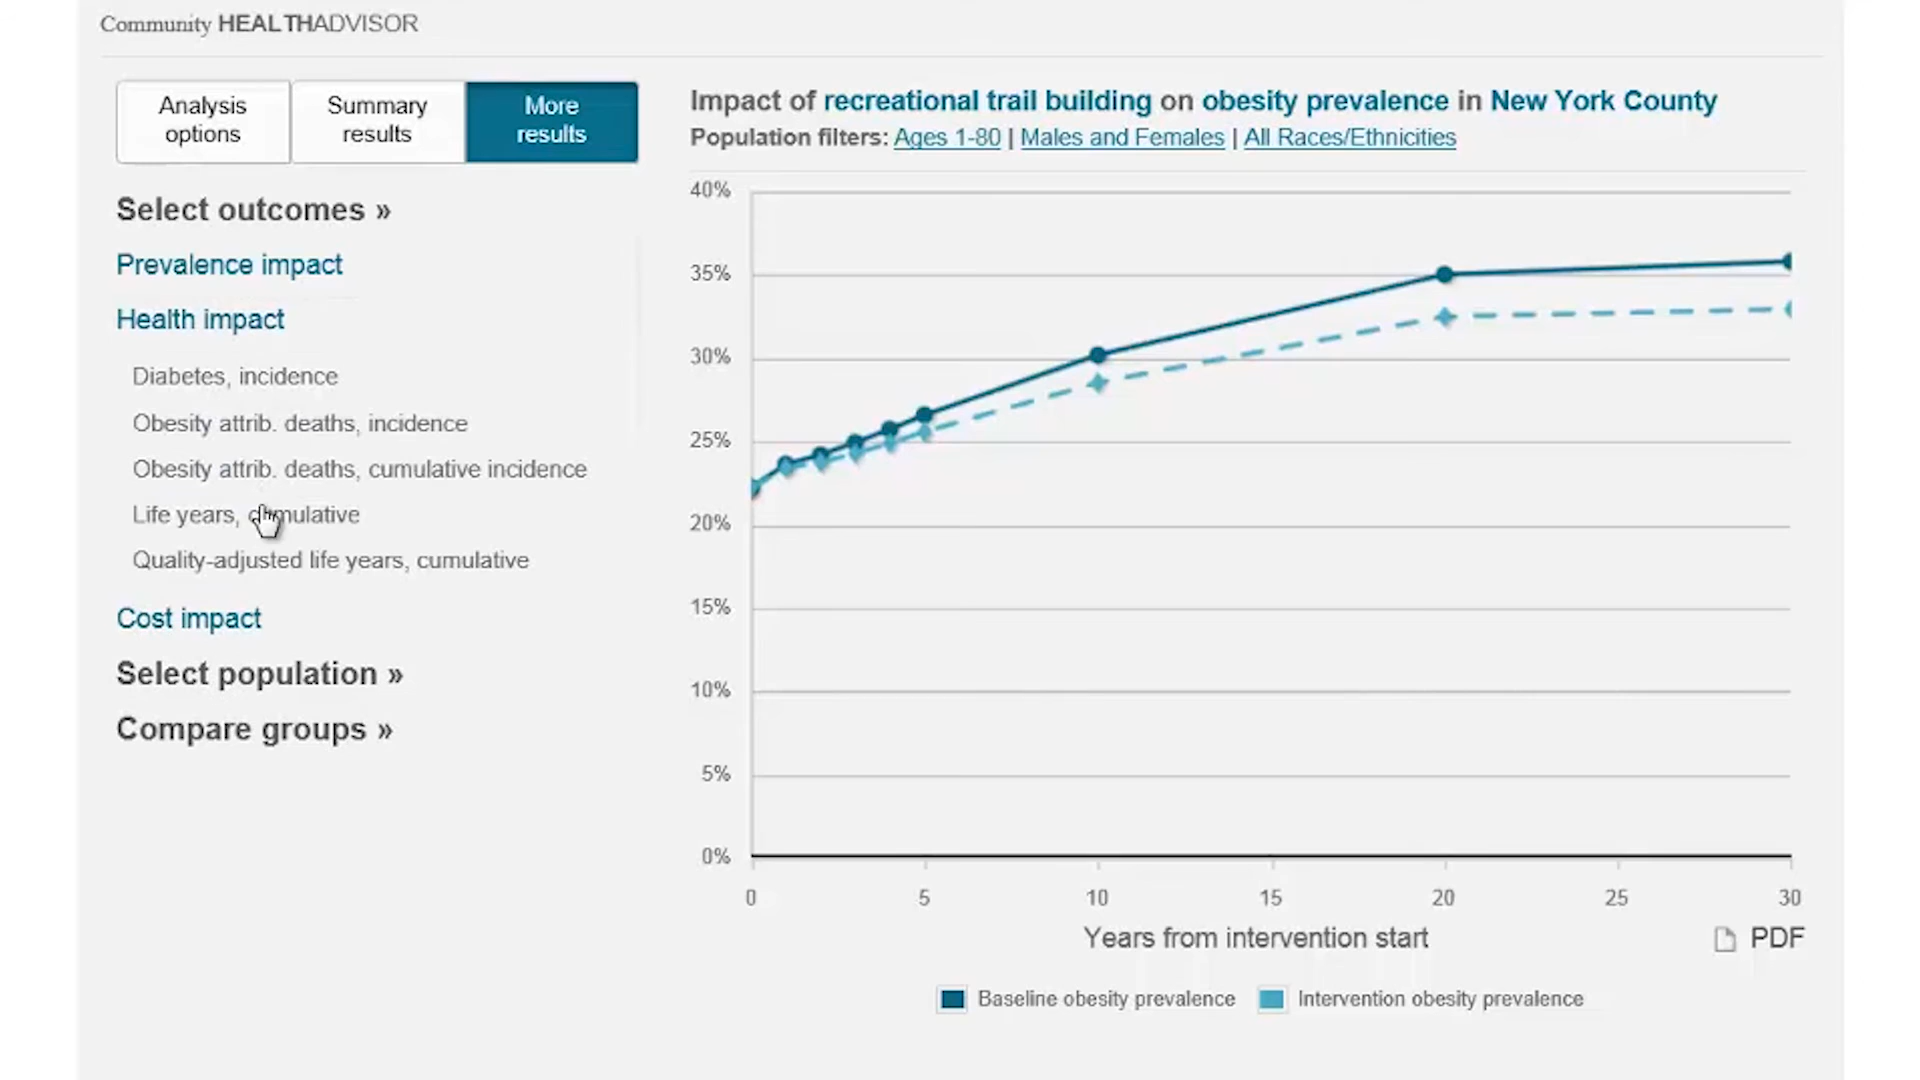 Community HEALTHADVISOR
Analysis options
Summary results
More results
Select outcomes »
Prevalence impact
Health impact
Diabetes, incidence
Obesity attrib. deaths, incidence
Obesity attrib. deaths, cumulative incidence
Life years, cumulative
Quality-adjusted life years, cumulative
Cost impact
Select population »
Compare groups »
Impact of recreational trail building on obesity prevalence in New York County
Population filters: Ages 1-80 | Males and Females | All Races/Ethnicities
40%
35%
30%
25%
20%
15%
10%
5%
0%
0 5 10 15 20 25 30
Years from intervention start
PDF
Baseline obesity prevalence Intervention obesity prevalence